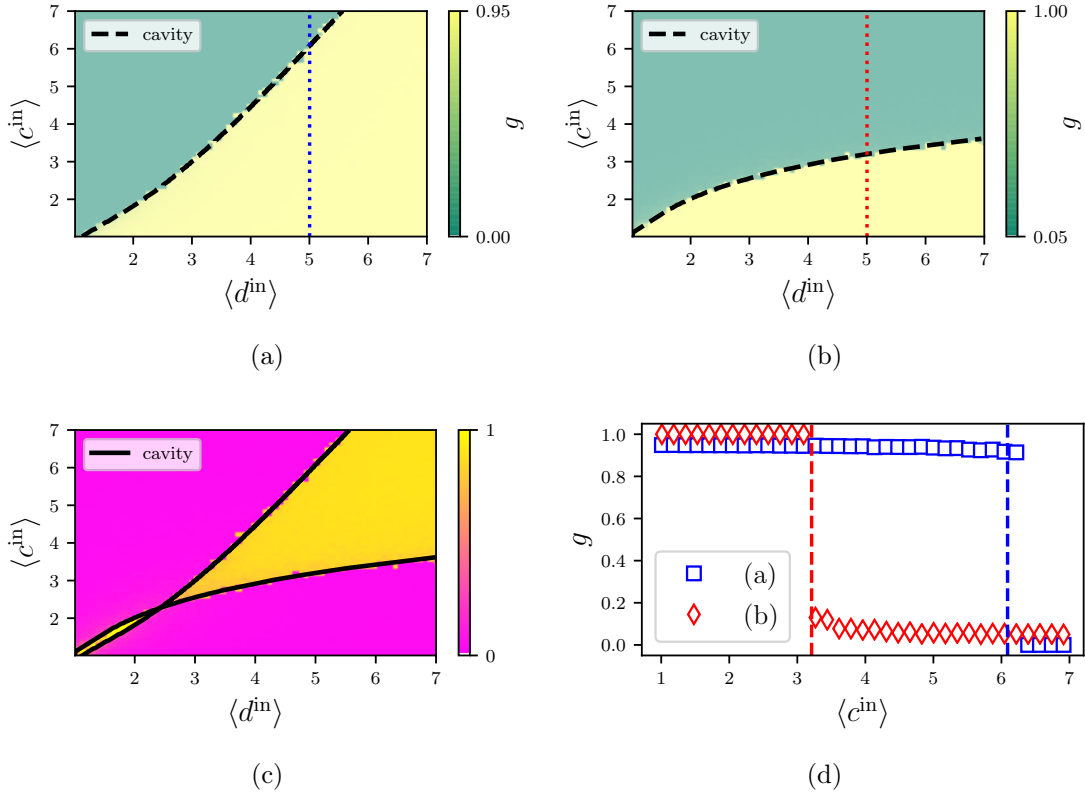 7
6
5
4
3
2
⟨c^in⟩
cavity
2 3 4 5 6 7
⟨d^in⟩
0.95
g
0.00
(a)
7
6
5
4
3
2
⟨c^in⟩
cavity
2 3 4 5 6 7
⟨d^in⟩
1.00
g
0.05
(b)
7
6
5
4
3
2
⟨c^in⟩
cavity
2 3 4 5 6 7
⟨d^in⟩
1
0
(c)
1.0
0.8
0.6
0.4
0.2
0.0
g
(a)
(b)
1 2 3 4 5 6 7
⟨c^in⟩
(d)